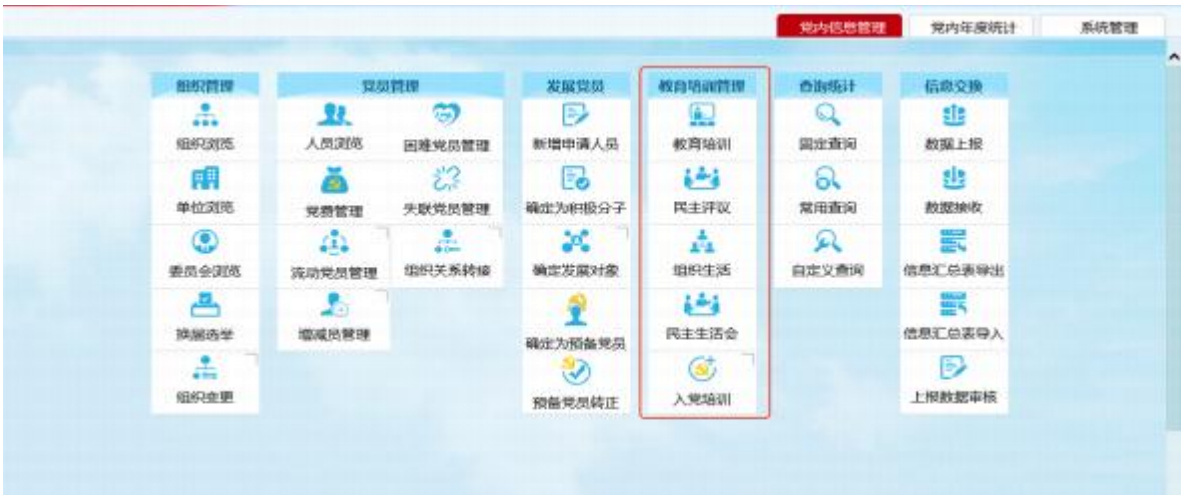 党内信息管理 党内年度统计 系统管理
组织管理 党员管理 发展党员 教育培训管理 查询统计 信息交换
组织浏览 人员浏览 困难党员管理 新增申请人员 教育培训 固定查询 数据上报
单位浏览 党费管理 失联党员管理 确定为积极分子 民主评议 常用查询 数据接收
委员会浏览 流动党员管理 组织关系转接 确定发展对象 组织生活 自定义查询 信息汇总表导出
换届选举 增减员管理 确定为预备党员 民主生活会 信息汇总表导入
组织变更 预备党员转正 入党培训 上报数据审核